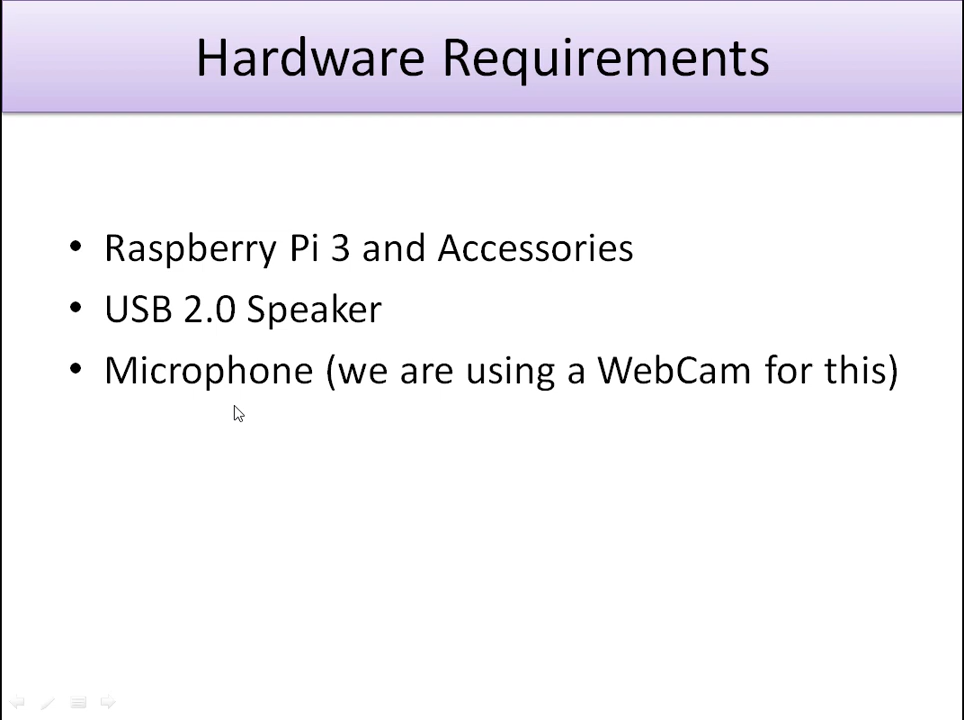 Hardware Requirements
• Raspberry Pi 3 and Accessories
• USB 2.0 Speaker
• Microphone (we are using a WebCam for this)